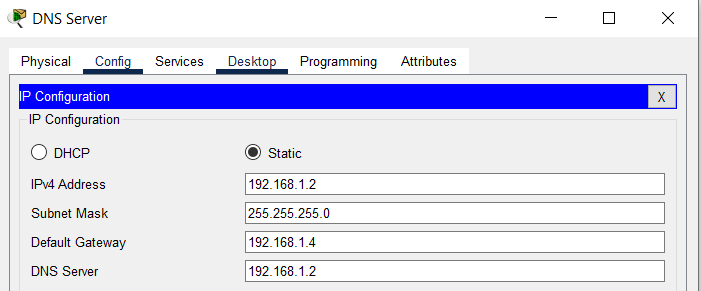 DNS Server
Physical Config Services Desktop Programming Attributes
IP Configuration X
IP Configuration
DHCP Static
IPv4 Address 192.168.1.2
Subnet Mask 255.255.255.0
Default Gateway 192.168.1.4
DNS Server 192.168.1.2